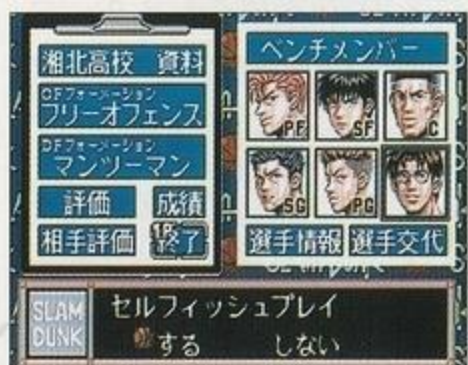 湘北高校 資料
OFフォーメーション
フリーオフェンス
DFフォーメーション
マンツーマン
評価 成績
相手評価 終了
ベンチメンバー
PF SF C
SG PG
選手情報 選手交代
SLAM DUNK
セルフィッシュプレイ
する しない